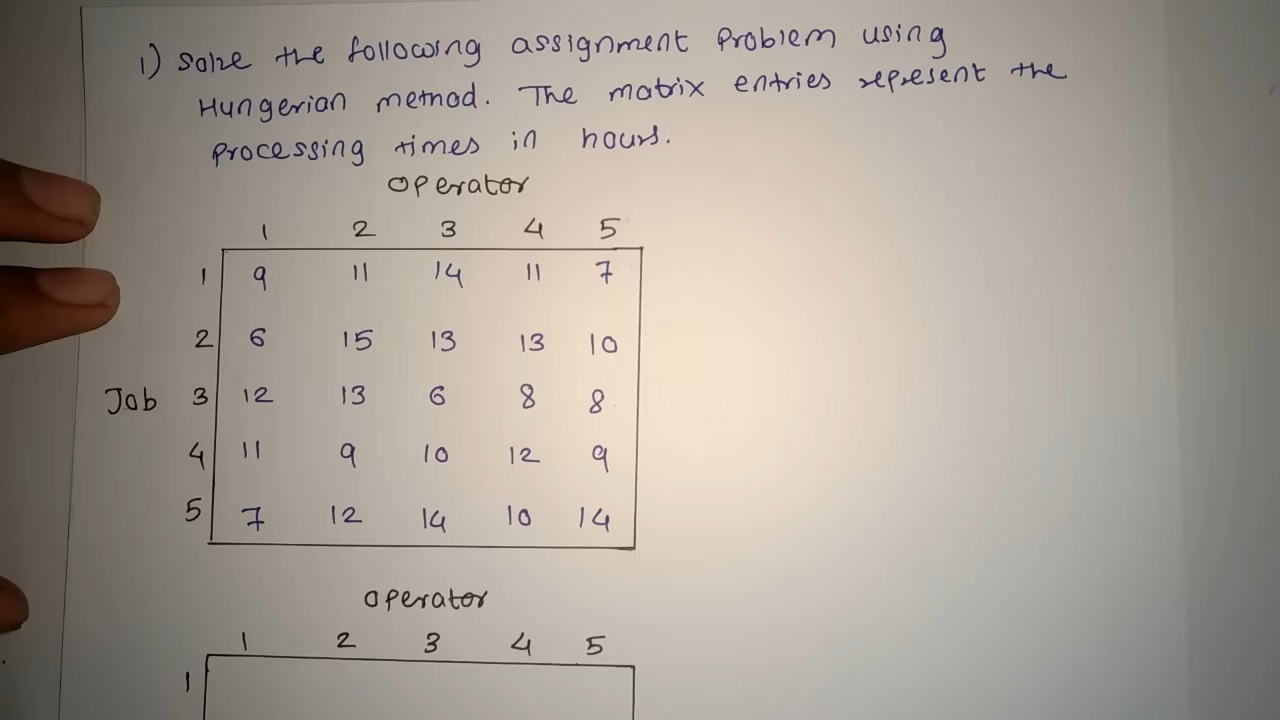 1) Solve the following assignment Problem using
Hungerian method. The matrix entries represent the
processing times in hours.
Operator
1 2 3 4 5
1 9 11 14 11 7
2 6 15 13 13 10
Job 3 12 13 6 8 8
4 11 9 10 12 9
5 7 12 14 10 14
Operator
1 2 3 4 5
1